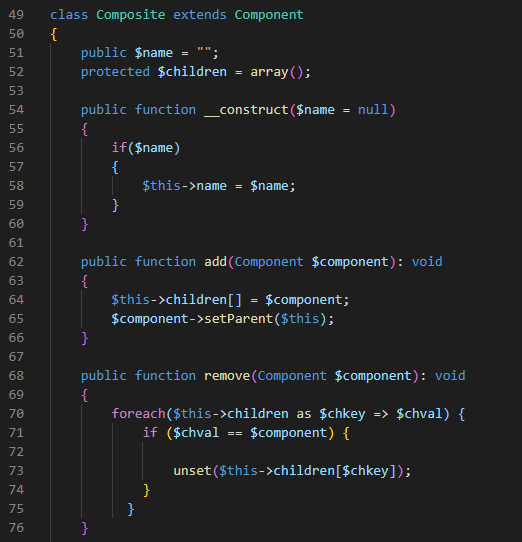 49 class Composite extends Component
50 {
51     public $name = "";
52     protected $children = array();
53
54     public function __construct($name = null)
55     {
56         if($name)
57         {
58             $this->name = $name;
59         }
60     }
61
62     public function add(Component $component): void
63     {
64         $this->children[] = $component;
65         $component->setParent($this);
66     }
67
68     public function remove(Component $component): void
69     {
70         foreach($this->children as $chkey => $chval) {
71             if ($chval == $component) {
72
73                 unset($this->children[$chkey]);
74             }
75           }
76     }